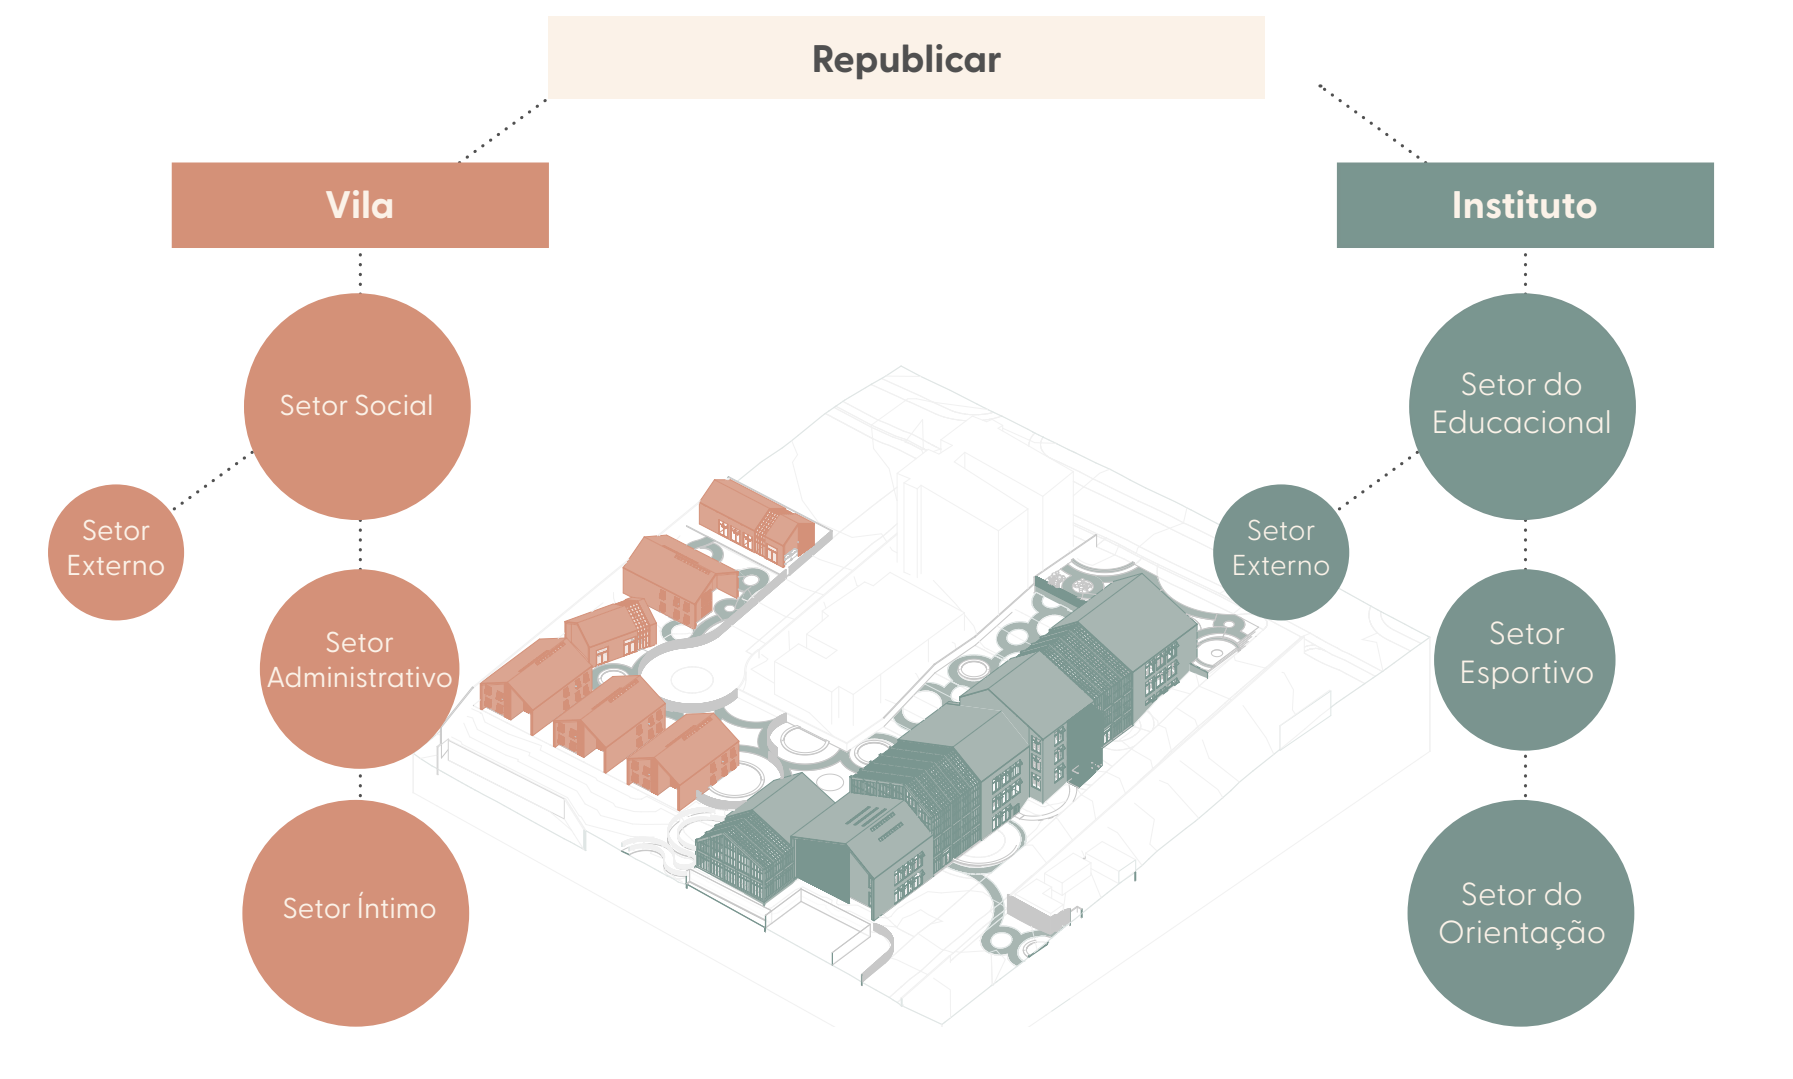 Republicar
Vila
Instituto
Setor Social
Setor do
Educacional
Setor
Externo
Setor
Externo
Setor
Administrativo
Setor
Esportivo
Setor Íntimo
Setor do
Orientação